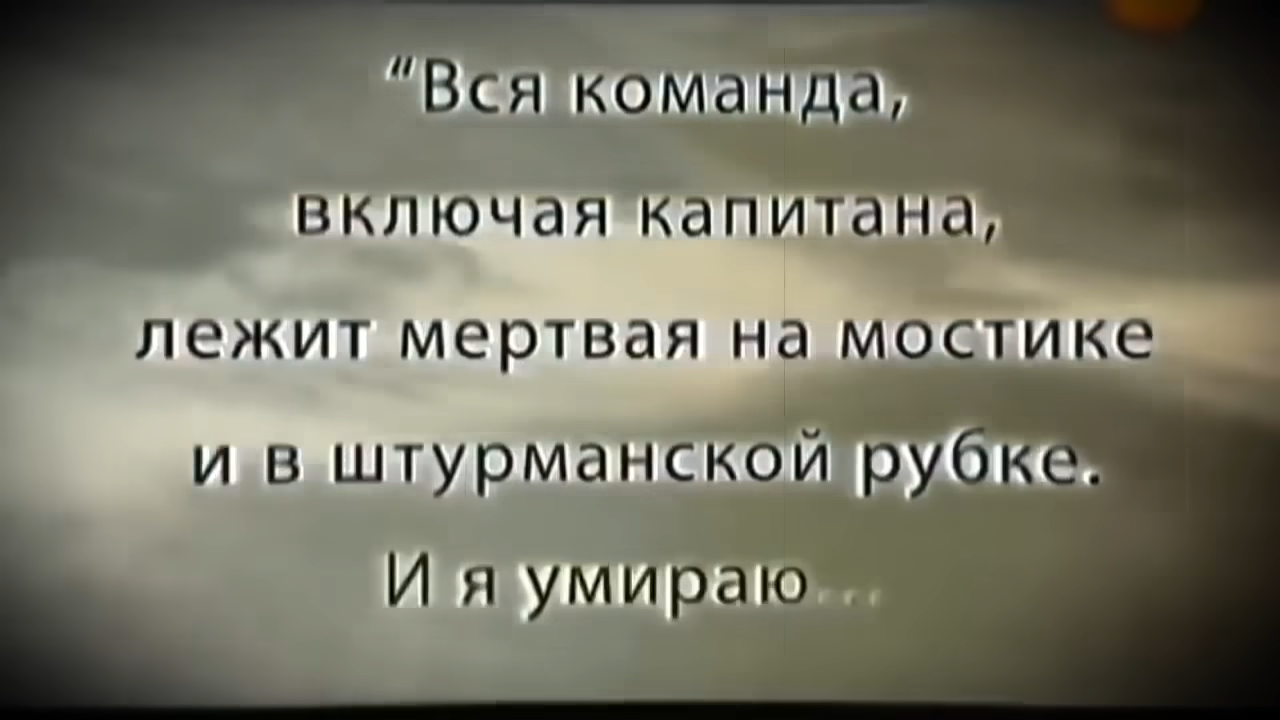 “Вся команда,
включая капитана,
лежит мертвая на мостике
и в штурманской рубке.
И я умираю...